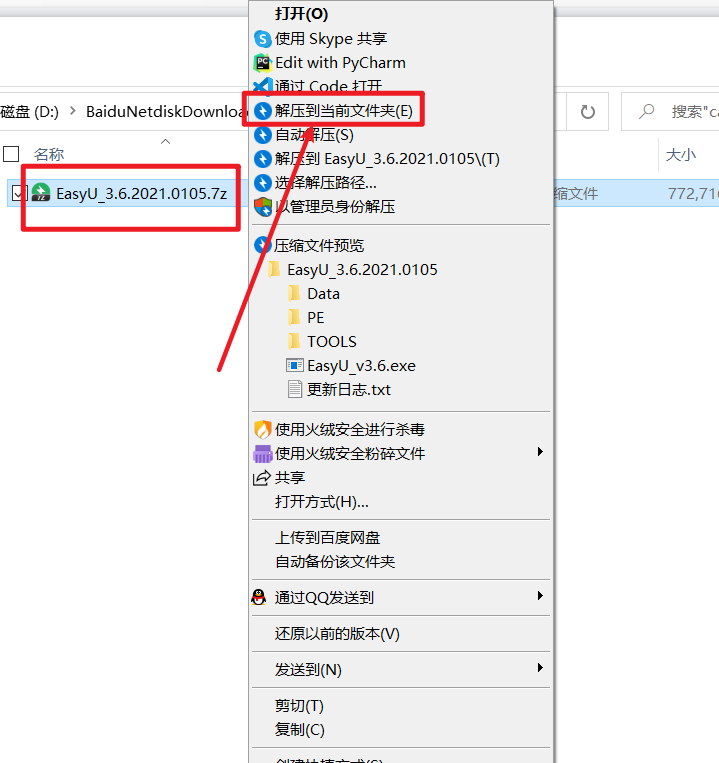 打开(O)
使用 Skype 共享
Edit with PyCharm
通过 Code 打开
磁盘 (D:)
BaiduNetdiskDownloa
解压到当前文件夹(E)
搜索"ca
自动解压(S)
名称
大小
解压到 EasyU_3.6.2021.0105\(T)
选择解压路径...
EasyU_3.6.2021.0105.7z
缩文件
772,716
以管理员身份解压
压缩文件预览
EasyU_3.6.2021.0105
Data
PE
TOOLS
EasyU_v3.6.exe
更新日志.txt
使用火绒安全进行杀毒
使用火绒安全粉碎文件
共享
打开方式(H)...
上传到百度网盘
自动备份该文件夹
通过QQ发送到
还原以前的版本(V)
发送到(N)
剪切(T)
复制(C)
创建快捷方式(S)